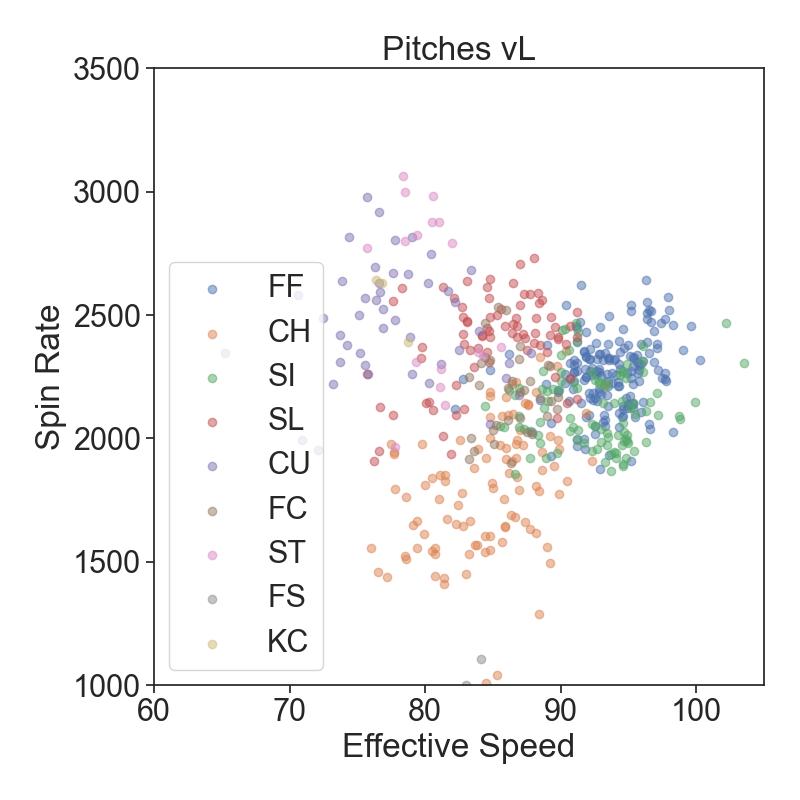 Pitches vL
3500
3000
2500
2000
1500
1000
Spin Rate
FF
CH
SI
SL
CU
FC
ST
FS
KC
60 70 80 90 100
Effective Speed